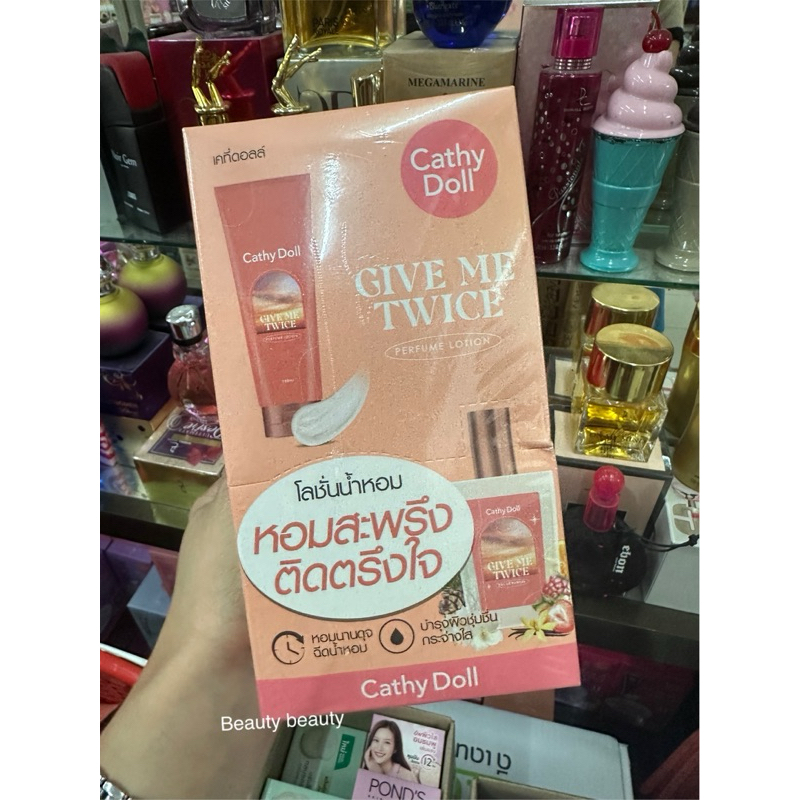 MEGAMARINE
เคที่ดอลล์
Cathy
Doll
Cathy Doll
GIVE ME
TWICE
PERFUME LOTION
GIVE ME
TWICE
PERFUME LOTION
โลชั่นน้ำหอม
หอมสะพรึง
ติดตรึงใจ
Cathy Doll
GIVE ME
TWICE
หอมนานดุจ
ฉีดน้ำหอม
บำรุงผิวชุ่มชื่น
กระจ่างใส
Cathy Doll
Beauty beauty
ebon
POND'S